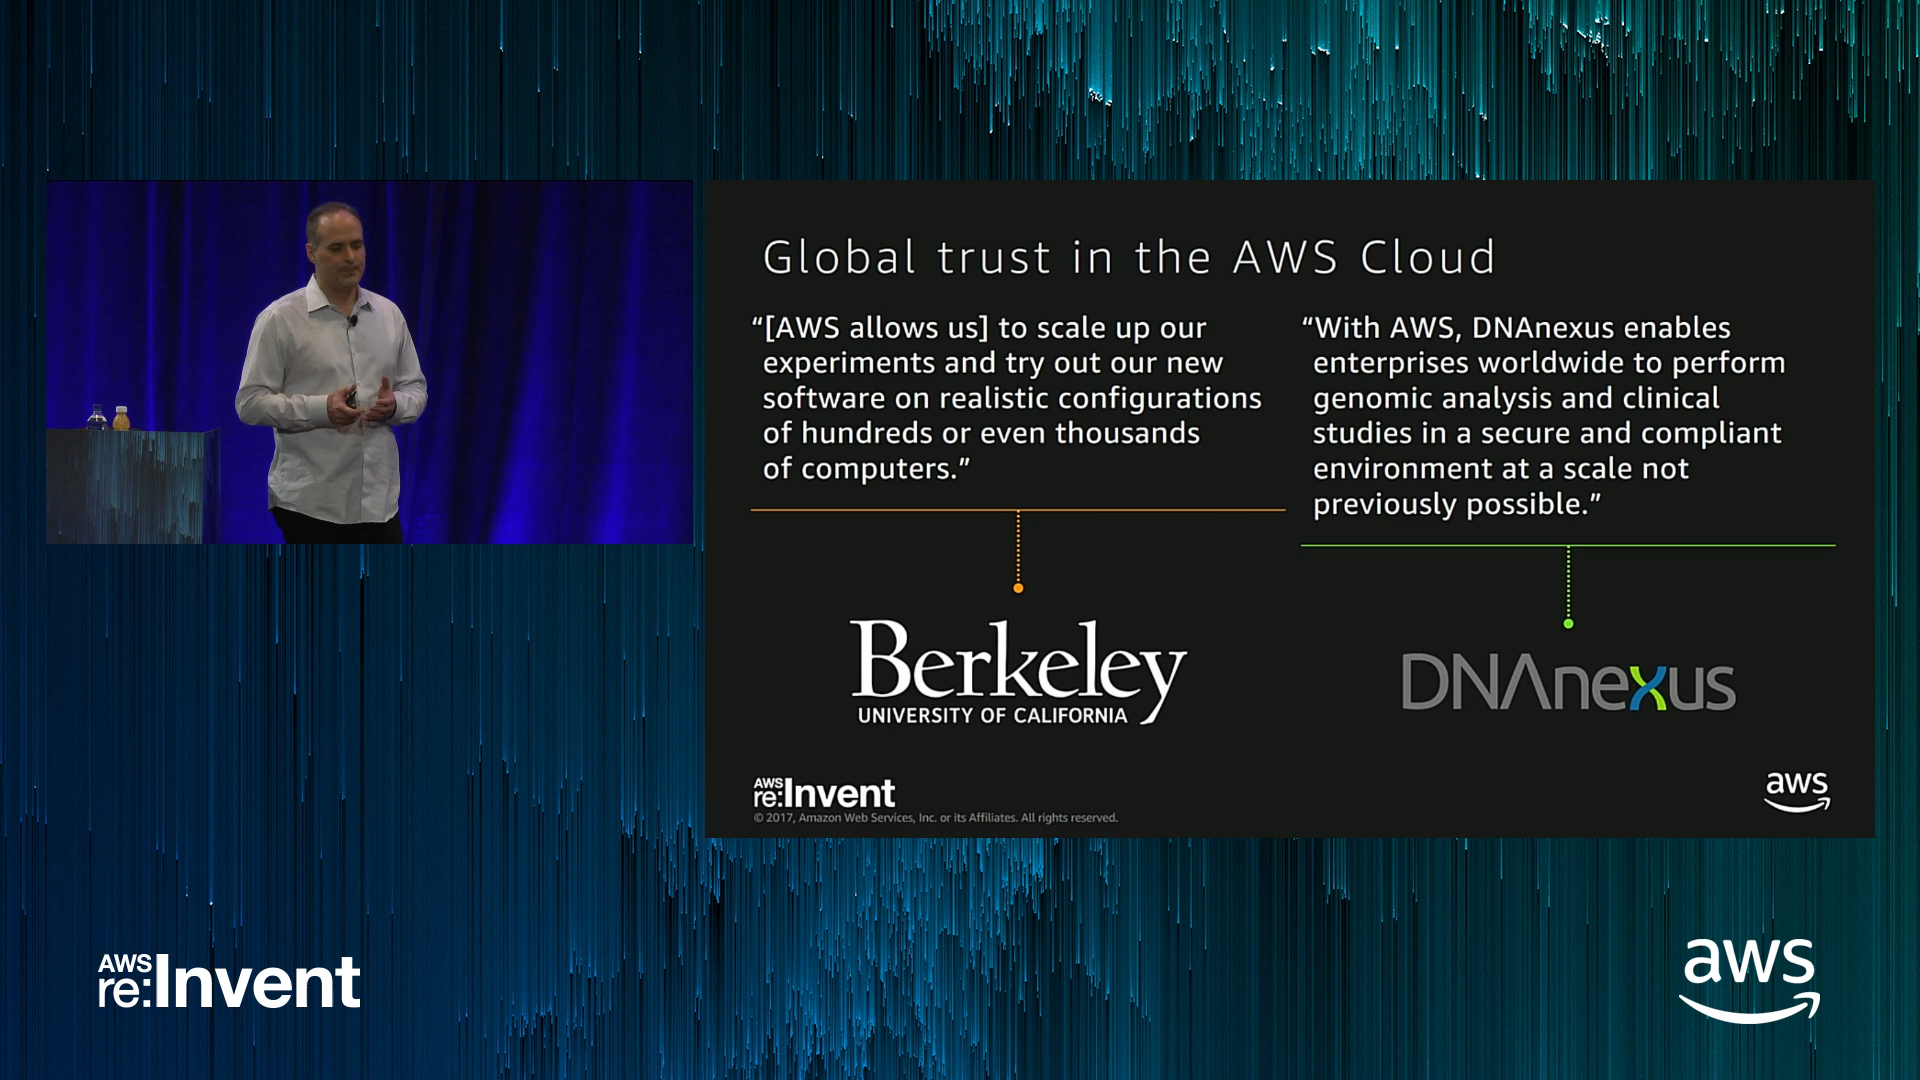 Global trust in the AWS Cloud
“[AWS allows us] to scale up our
experiments and try out our new
software on realistic configurations
of hundreds or even thousands
of computers.”
Berkeley
UNIVERSITY OF CALIFORNIA
“With AWS, DNAnexus enables
enterprises worldwide to perform
genomic analysis and clinical
studies in a secure and compliant
environment at a scale not
previously possible.”
DNAnexus
AWS
re:Invent
© 2017, Amazon Web Services, Inc. or its Affiliates. All rights reserved.
aws
AWS
re:Invent
aws